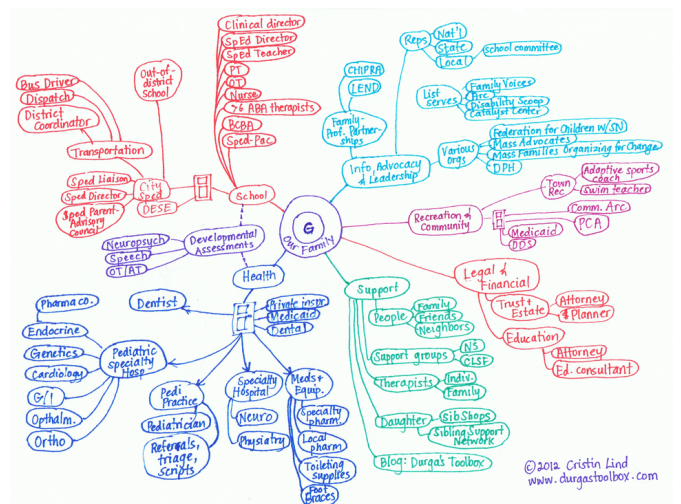 Clinical director
SpEd Director
SpEd Teacher
PT
OT
Nurse
76 ABA therapists
BCBA
Sped-Pac
School
Out-of-
district
School
Bus Driver
Dispatch
District
Coordinator
Transportation
Sped Liaison
Sped Director
Sped Parent-
Advisory
Council
City
Sped
DESE
Neuropsych
Speech
OT/AT
Developmental
Assessments
Health
Dentist
Private insur.
Medicaid
Dental
Pharma co.
Endocrine
Genetics
Cardiology
G/I
Opthalm.
Ortho
Pediatric
specialty
Hosp
Pedi
Practice
Pediatrician
Referrals,
triage,
scripts
Specialty
Hospital
Neuro
Physiatry
Meds+
Equip.
Specialty
pharm.
Local
pharm
Toileting
supplies
Foot
Braces
G
Our Family
Reps
Nat'l
State
Local
School committee
CHIPRA
LEND
Family-
Prof. Partner-
ships
List
serves
Family Voices
Arc
Disability Scoop
Catalyst Center
Info, Advocacy
& Leadership
Various
orgs
Federation for Children w/SN
Mass Advocates
Mass Families Organizing for Change
DPH
Recreation &
Community
Town
Rec
Adaptive sports
coach
Swim teacher
Comm. Arc
PCA
Medicaid
DDS
Legal &
Financial
Trust &
Estate
Attorney
$ Planner
Education
Attorney
Ed. consultant
Support
People
Family
Friends
Neighbors
Support groups
NS
CLSE
Therapists
Indiv.
Family
Daughter
SibShops
Sibling Support
Network
Blog: Durga's Toolbox
©2012 Cristin Lind
www.durgastoolbox.com